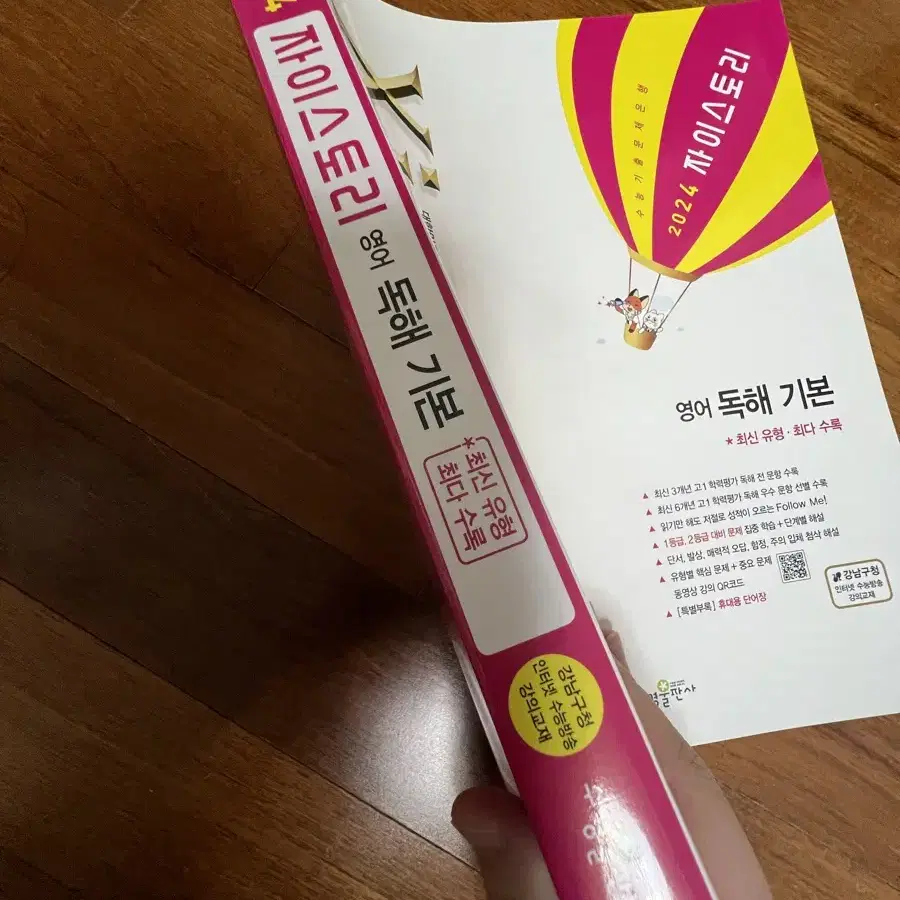 자이스토리
영어 독해 기본
* 최신 유형
최다 수록
강남구청
인터넷 수능방송
강의교재
수능기출문제은행
2024 자이스토리
영어 독해 기본
★ 최신 유형 · 최다 수록
▲ 최신 3개년 고1 학력평가 독해 전 문항 수록
▲ 최신 6개년 고1 학력평가 독해 우수 문항 선별 수록
▲ 읽기만 해도 저절로 성적이 오르는 Follow Me!
▲ 1등급, 2등급 대비 문제 집중 학습 + 단계별 해설
▲ 단서, 발상, 매력적 오답, 함정, 주의 입체 첨삭 해설
▲ 유형별 핵심 문제 + 중요 문제
동영상 강의 QR코드
▲ [특별부록] 휴대용 단어장
강남구청
인터넷 수능방송
강의교재